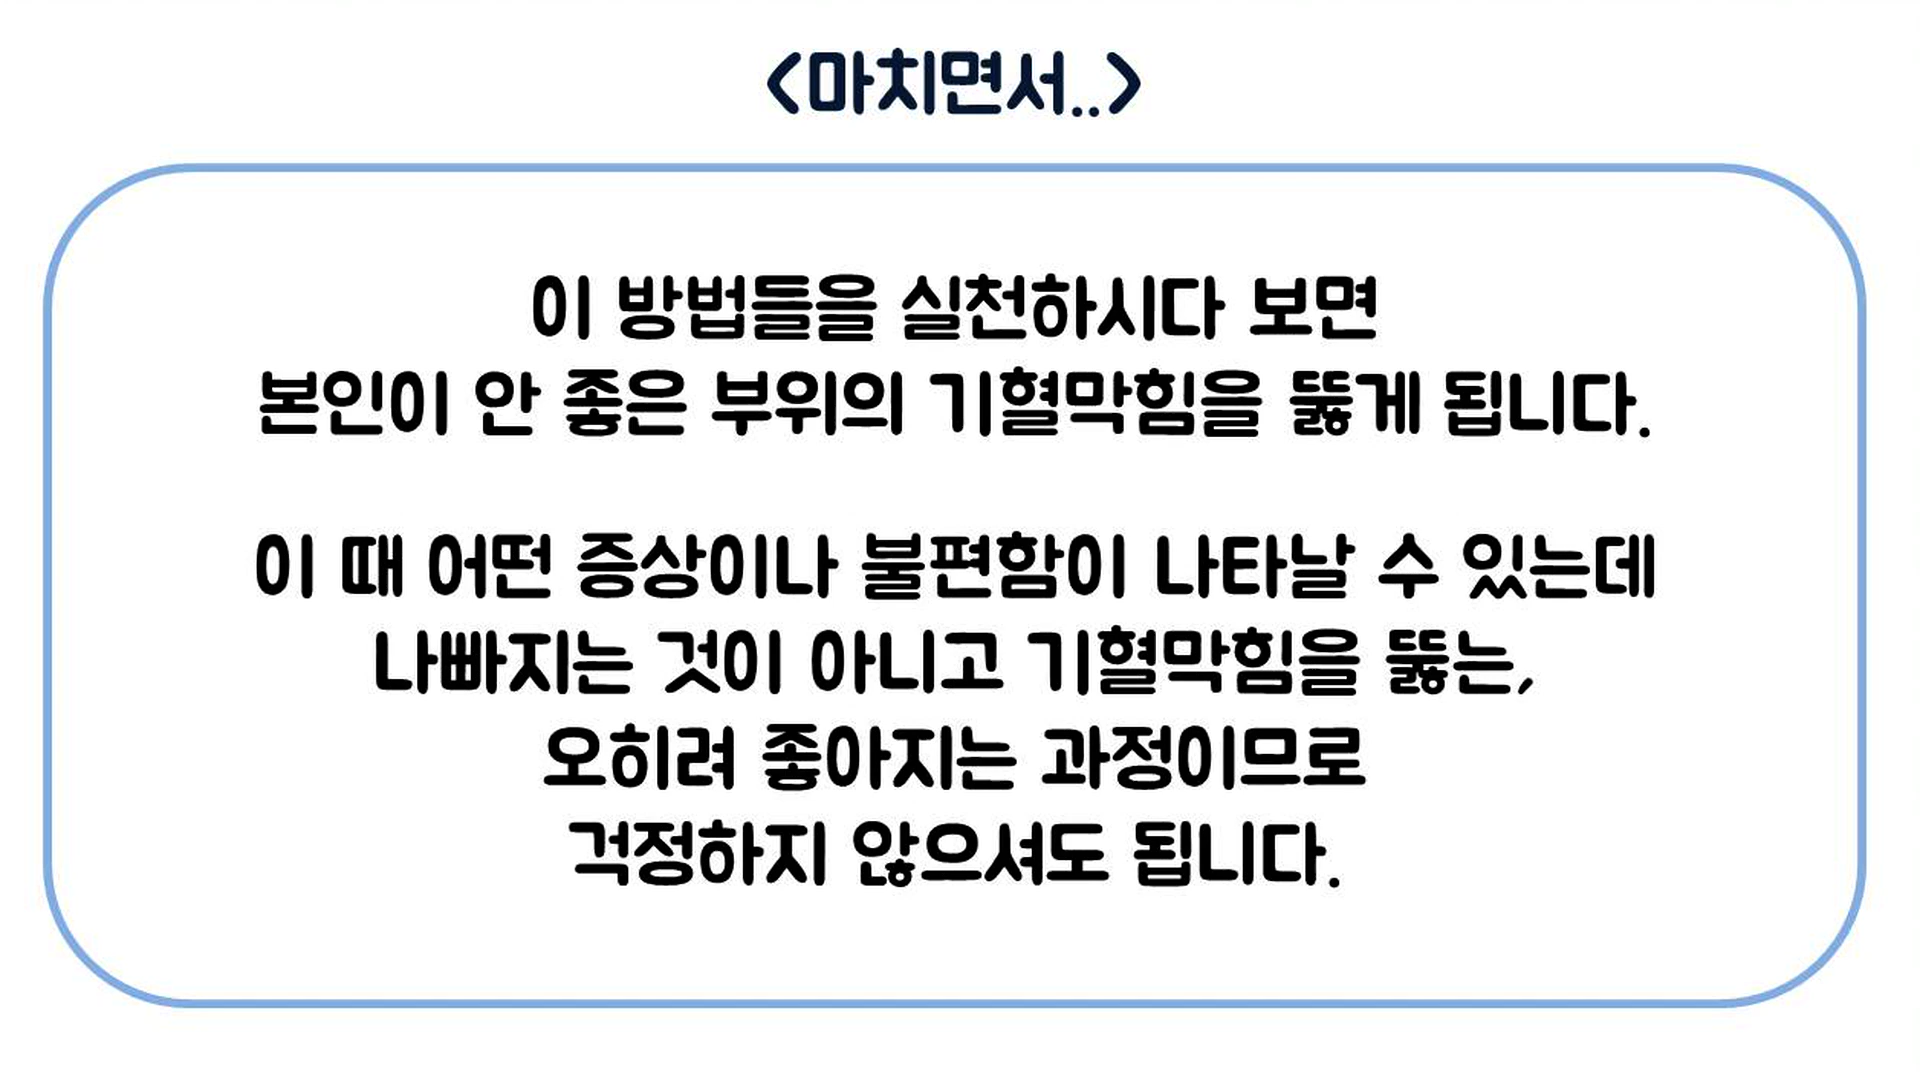 <마치면서..>
이 방법들을 실천하시다 보면
본인이 안 좋은 부위의 기혈막힘을 뚫게 됩니다.
이 때 어떤 증상이나 불편함이 나타날 수 있는데
나빠지는 것이 아니고 기혈막힘을 뚫는,
오히려 좋아지는 과정이므로
걱정하지 않으셔도 됩니다.